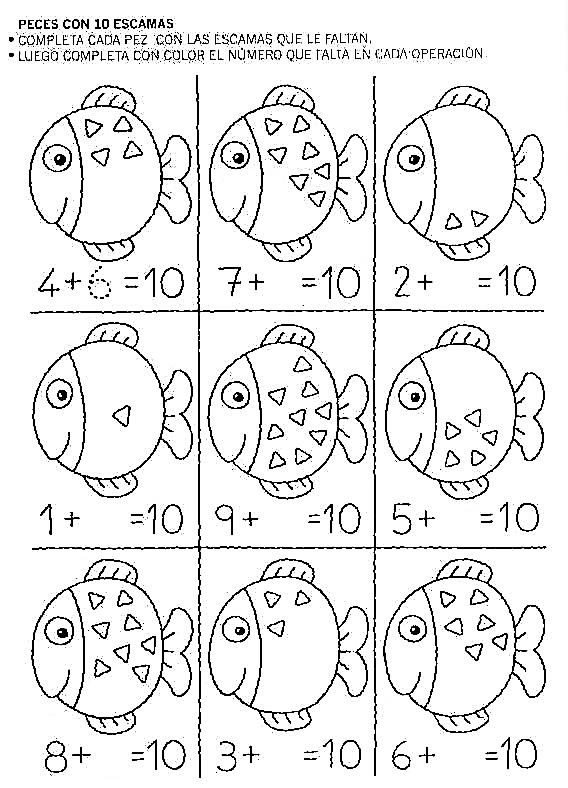 PECES CON 10 ESCAMAS
• COMPLETA CADA PEZ CON LAS ESCAMAS QUE LE FALTAN.
• LUEGO COMPLETA CON COLOR EL NÚMERO QUE FALTA EN CADA OPERACIÓN.
4+6=10 7+ =10 2+ =10
1+ =10 9+ =10 5+ =10
8+ =10 3+ =10 6+ =10